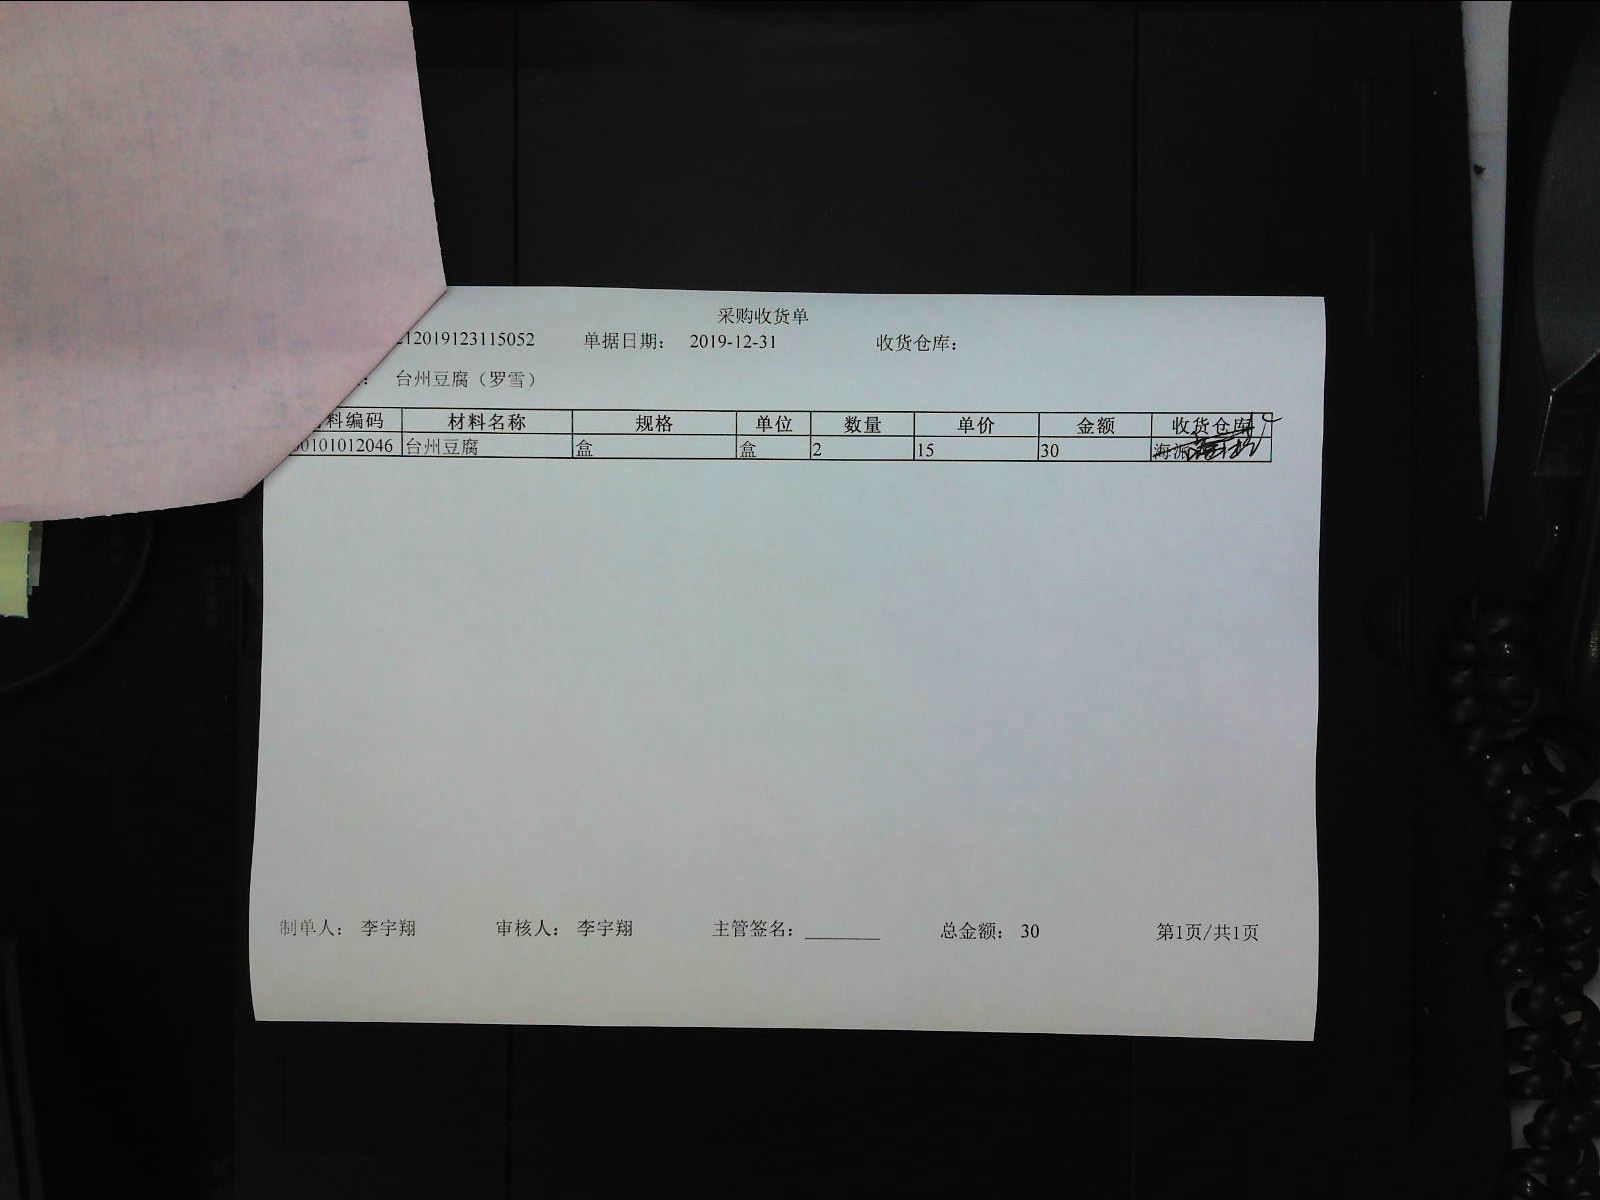 采购收货单
12019123115052 单据日期： 2019-12-31 收货仓库：
： 台州豆腐（罗雪）
料编码 材料名称 规格 单位 数量 单价 金额 收货仓库
0101012046 台州豆腐 盒 盒 2 15 30 海派
制单人： 李宇翔 审核人： 李宇翔 主管签名： 总金额： 30 第1页/共1页